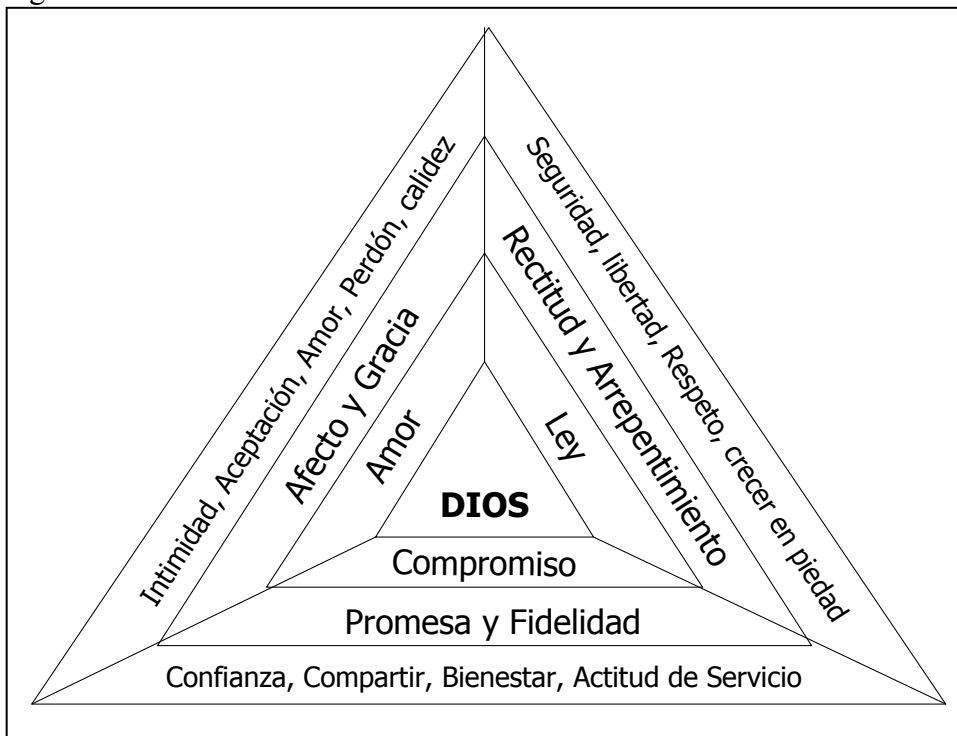 Intimidad, Aceptación, Amor, Perdón, calidez
Afecto y Gracia
Amor
Seguridad, libertad, Respeto, crecer en piedad
Rectitud y Arrepentimiento
Ley
DIOS
Compromiso
Promesa y Fidelidad
Confianza, Compartir, Bienestar, Actitud de Servicio